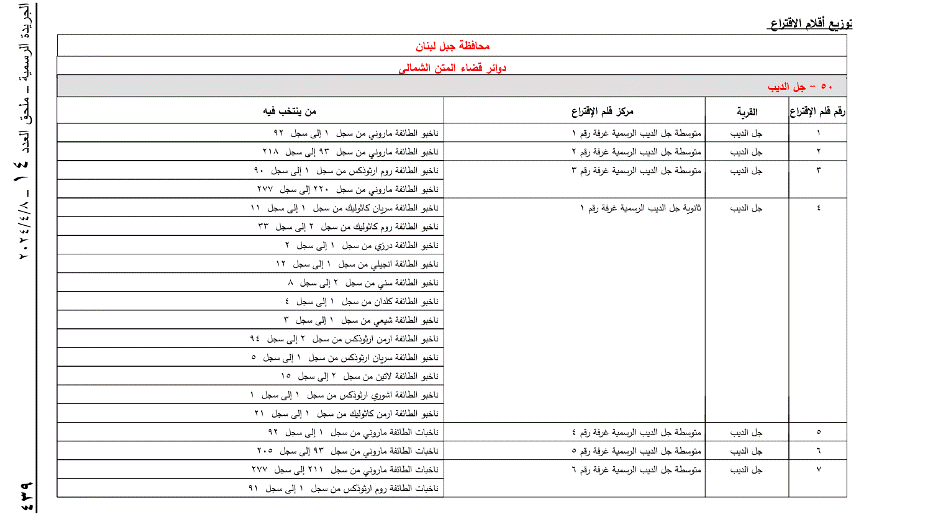 توزيع أقلام الإقتراع
محافظة جبل لبنان
دوائر قضاء المتن الشمالي
٥٠ - جل الديب
رقم قلم الإقتراع القرية مركز قلم الإقتراع من ينتخب فيه
١ جل الديب متوسطة جل الديب الرسمية غرفة رقم ١ ناخبو الطائفة ماروني من سجل ١ إلى سجل ٩٢
٢ جل الديب متوسطة جل الديب الرسمية غرفة رقم ٢ ناخبو الطائفة ماروني من سجل ٩٣ إلى سجل ٢١٨
٣ جل الديب متوسطة جل الديب الرسمية غرفة رقم ٣ ناخبو الطائفة روم ارثوذكس من سجل ١ إلى سجل ٩٠
ناخبو الطائفة ماروني من سجل ٢٢٠ إلى سجل ٢٧٧
٤ جل الديب ثانوية جل الديب الرسمية غرفة رقم ١ ناخبو الطائفة سريان كاثوليك من سجل ١ إلى سجل ١١
ناخبو الطائفة روم كاثوليك من سجل ٢ إلى سجل ٣٣
ناخبو الطائفة درزي من سجل ١ إلى سجل ٢
ناخبو الطائفة انجيلي من سجل ١ إلى سجل ١٢
ناخبو الطائفة سني من سجل ٢ إلى سجل ٨
ناخبو الطائفة كلدان من سجل ١ إلى سجل ٤
ناخبو الطائفة شيعي من سجل ١ إلى سجل ٣
ناخبو الطائفة ارمن ارثوذكس من سجل ٢ إلى سجل ٩٤
ناخبو الطائفة سريان ارثوذكس من سجل ١ إلى سجل ٥
ناخبو الطائفة لاتين من سجل ٢ إلى سجل ١٥
ناخبو الطائفة اشوري ارثوذكس من سجل ١ إلى سجل ١
ناخبو الطائفة ارمن كاثوليك من سجل ١ إلى سجل ٢١
٥ جل الديب متوسطة جل الديب الرسمية غرفة رقم ٤ ناخبات الطائفة ماروني من سجل ١ إلى سجل ٩٢
٦ جل الديب متوسطة جل الديب الرسمية غرفة رقم ٥ ناخبات الطائفة ماروني من سجل ٩٣ إلى سجل ٢٠٥
٧ جل الديب متوسطة جل الديب الرسمية غرفة رقم ٦ ناخبات الطائفة ماروني من سجل ٢١١ إلى سجل ٢٧٧
ناخبات الطائفة روم ارثوذكس من سجل ١ إلى سجل ٩١
الجريدة الرسمية – ملحق العدد ١٤ – ٢٠٢٤/٤/٨
٤٣٩